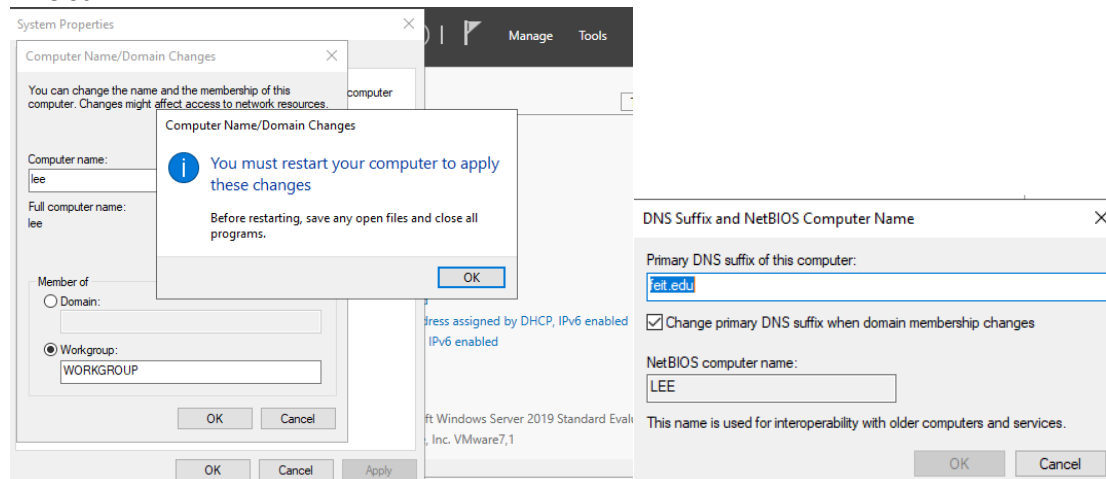 System Properties
Manage Tools
Computer Name/Domain Changes
You can change the name and the membership of this
computer. Changes might affect access to network resources.
computer
Computer Name/Domain Changes
You must restart your computer to apply
these changes
Before restarting, save any open files and close all
programs.
OK
Computer name:
lee
Full computer name:
lee
Member of
Domain:
Workgroup:
WORKGROUP
OK Cancel
OK Cancel Apply
dress assigned by DHCP, IPv6 enabled
IPv6 enabled
ft Windows Server 2019 Standard Evalu
, Inc. VMware7,1
DNS Suffix and NetBIOS Computer Name
Primary DNS suffix of this computer:
feit.edu
Change primary DNS suffix when domain membership changes
NetBIOS computer name:
LEE
This name is used for interoperability with older computers and services.
OK Cancel